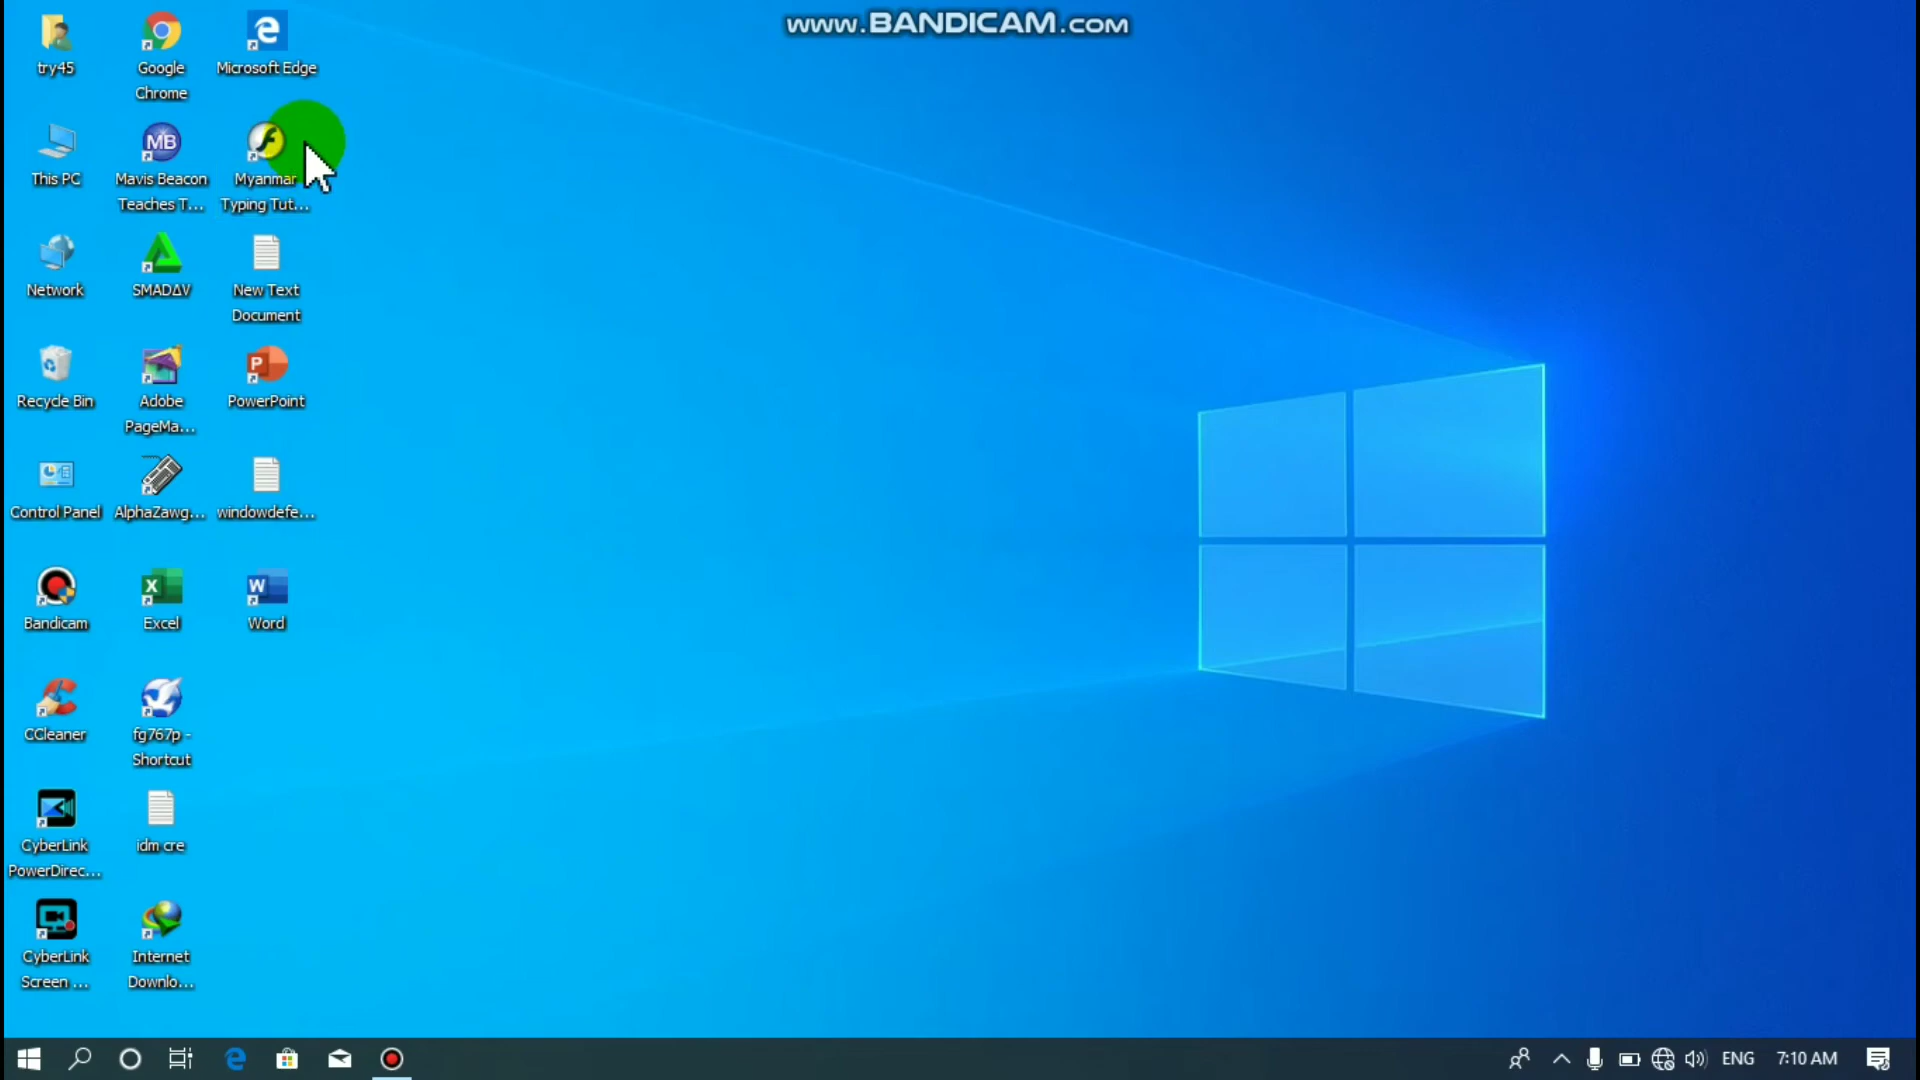 www.BANDICAM.com
try45
Google
Chrome
Microsoft Edge
This PC
MB
Mavis Beacon
Teaches T...
Myanmar
Typing Tut...
Network
SMADΔV
New Text
Document
Recycle Bin
Adobe
PageMa...
P
PowerPoint
Control Panel
AlphaZawg...
windowdefe...
Bandicam
X
Excel
W
Word
CCleaner
fg767p -
Shortcut
CyberLink
PowerDirec...
idm cre
CyberLink
Screen ...
Internet
Downlo...
ENG
7:10 AM